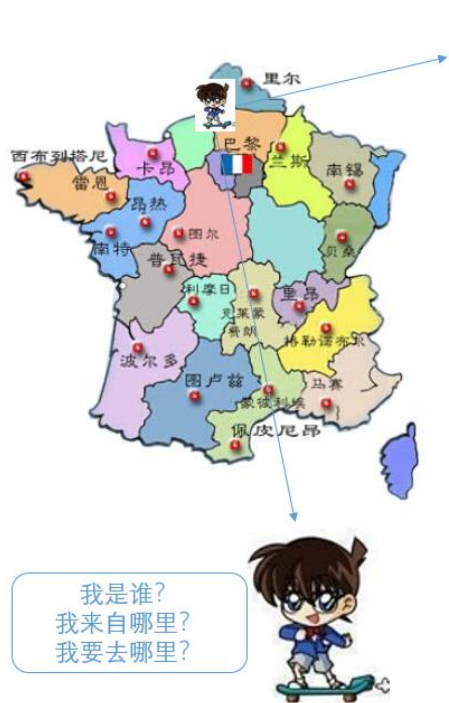 里尔
巴黎
兰斯
南锡
西布列塔尼
卡昂
雷恩
昂热
南特
图尔
贝桑
普瓦捷
利摩日
克莱蒙
费朗
里昂
格勒诺布尔
波尔多
图卢兹
蒙彼利埃
马赛
佩皮尼昂
我是谁?
我来自哪里?
我要去哪里?